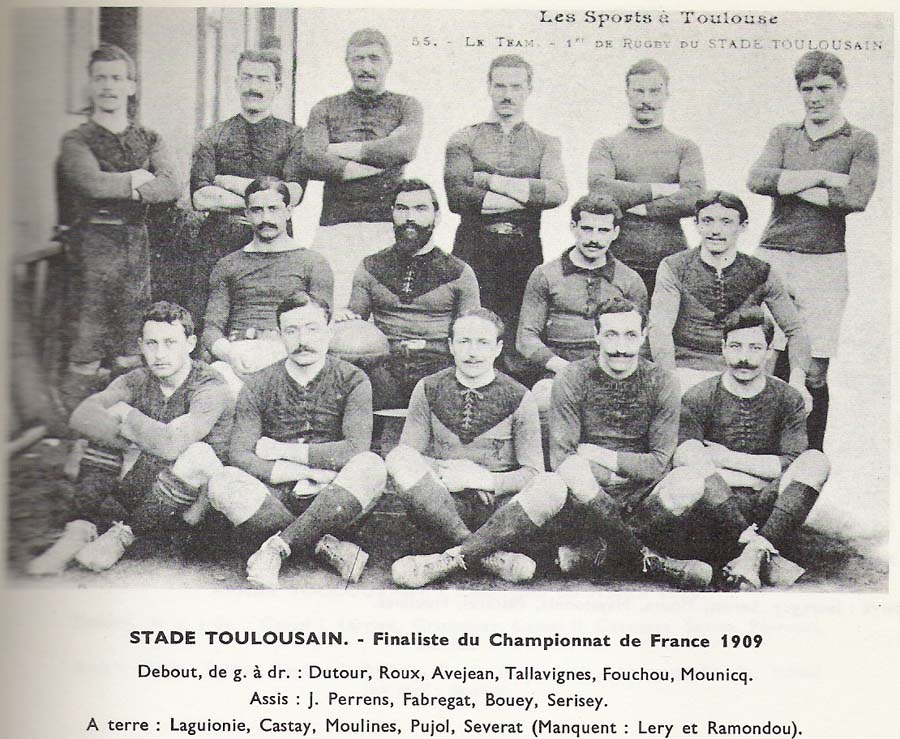 Les Sports à Toulouse
55. - LE TEAM. - 1er DE RUGBY DU STADE TOULOUSAIN
STADE TOULOUSAIN. - Finaliste du Championnat de France 1909
Debout, de g. à dr. : Dutour, Roux, Avejean, Tallavignes, Fouchou, Mounicq.
Assis : J. Perrens, Fabregat, Bouey, Serisey.
A terre : Laguionie, Castay, Moulines, Pujol, Severat (Manquent : Lery et Ramondou).